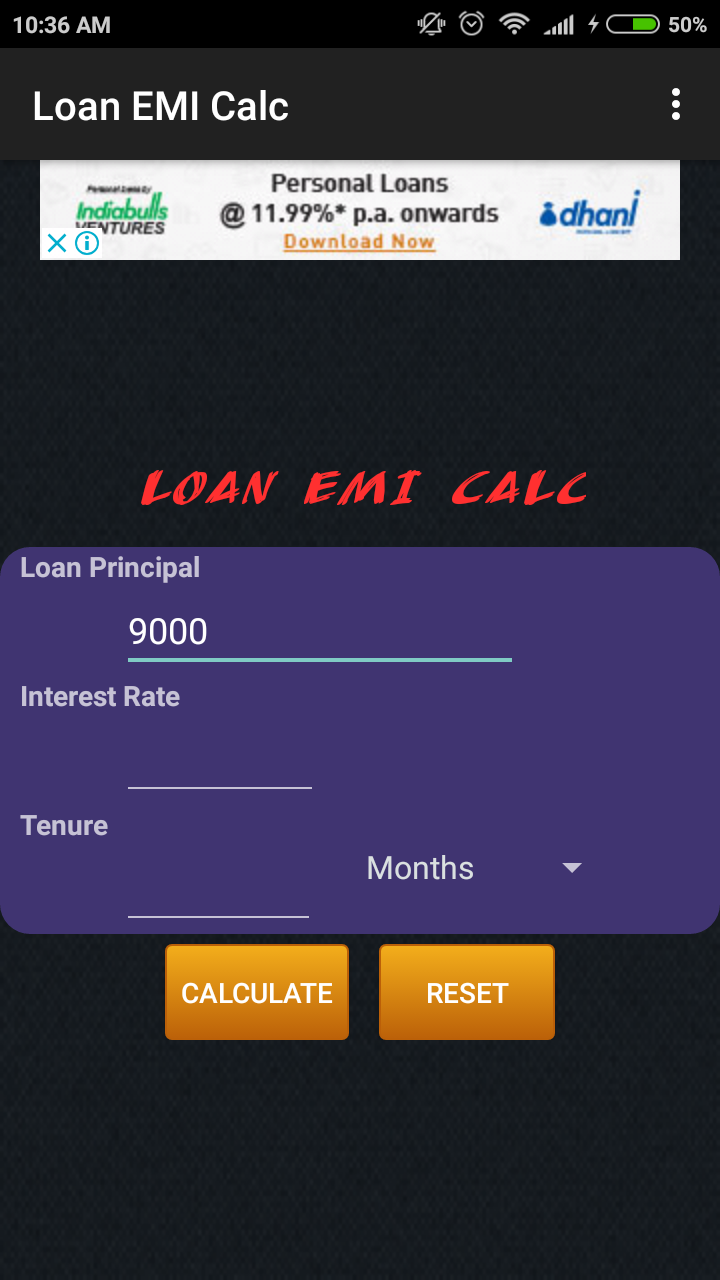 10:36 AM
50%
Loan EMI Calc
Personal Loans by
Indiabulls
VENTURES
Personal Loans
@ 11.99%* p.a. onwards
Download Now
dhani
LOAN EMI CALC
Loan Principal
9000
Interest Rate
Tenure
Months
CALCULATE
RESET